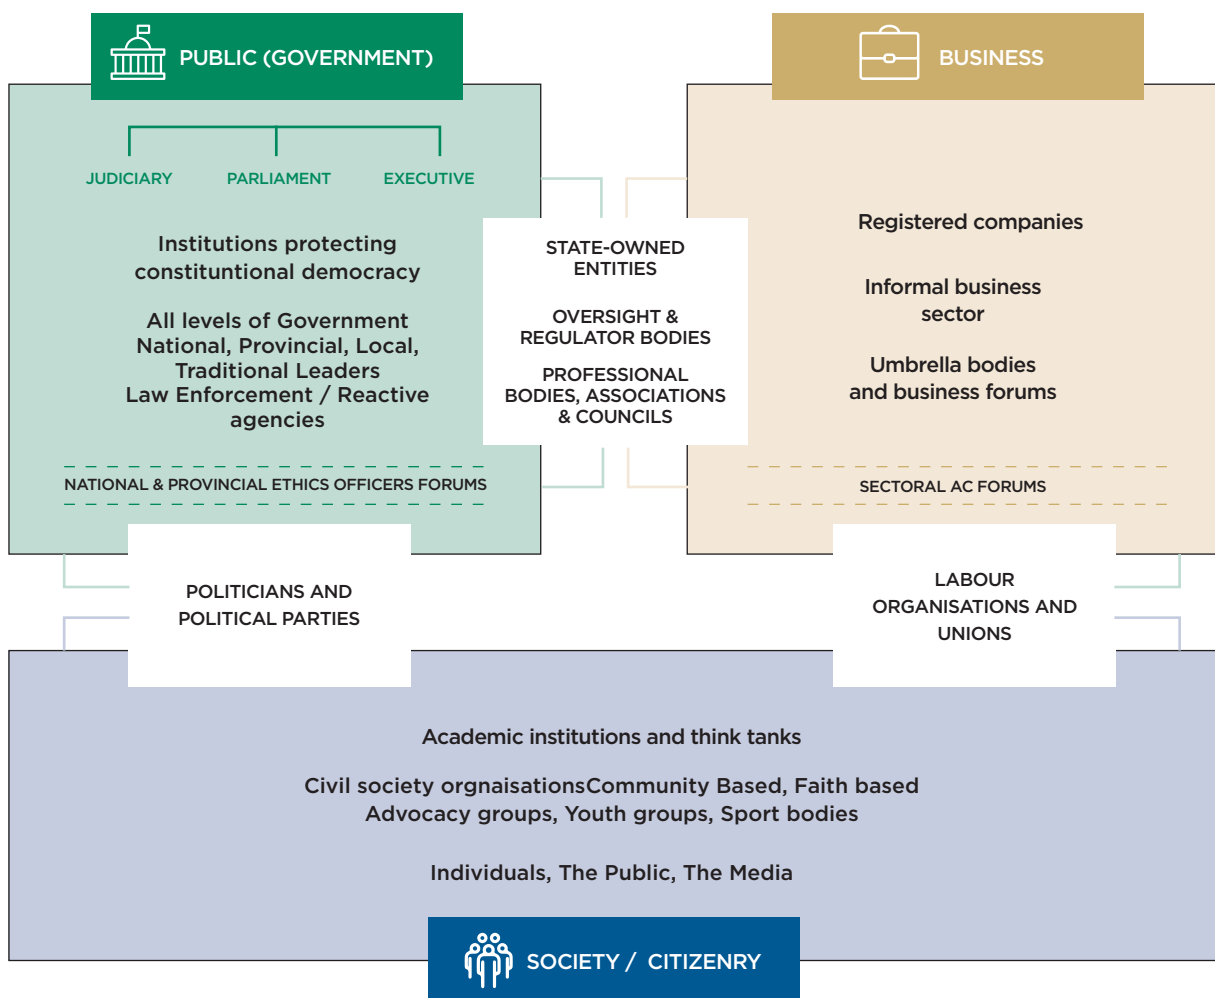 PUBLIC (GOVERNMENT)
JUDICIARY
PARLIAMENT
EXECUTIVE
Institutions protecting
constituntional democracy
All levels of Government
National, Provincial, Local,
Traditional Leaders
Law Enforcement / Reactive
agencies
NATIONAL & PROVINCIAL ETHICS OFFICERS FORUMS
STATE-OWNED
ENTITIES
OVERSIGHT &
REGULATOR BODIES
PROFESSIONAL
BODIES, ASSOCIATIONS
& COUNCILS
BUSINESS
Registered companies
Informal business
sector
Umbrella bodies
and business forums
SECTORAL AC FORUMS
POLITICIANS AND
POLITICAL PARTIES
LABOUR
ORGANISATIONS AND
UNIONS
Academic institutions and think tanks
Civil society orgnaisationsCommunity Based, Faith based
Advocacy groups, Youth groups, Sport bodies
Individuals, The Public, The Media
SOCIETY / CITIZENRY